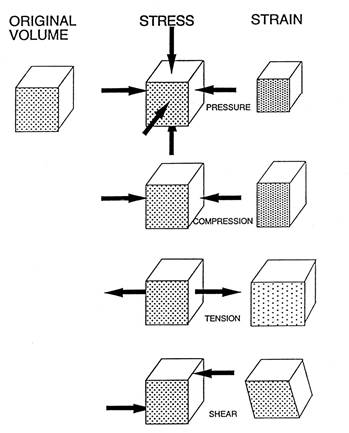 ORIGINAL
VOLUME
STRESS
STRAIN
PRESSURE
COMPRESSION
TENSION
SHEAR